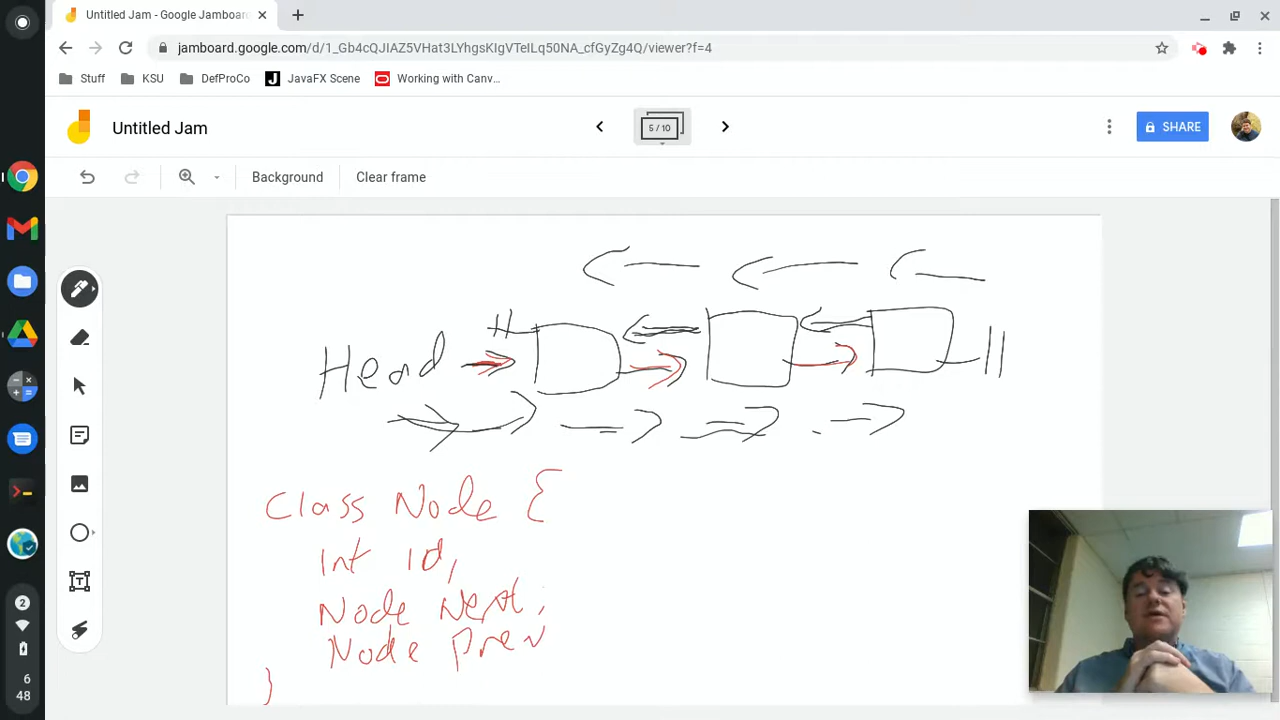 Untitled Jam - Google Jamboard
jamboard.google.com/d/1_Gb4cQJIAZ5VHat3LYhgsKIgVTeILq50NA_cfGyZg4Q/viewer?f=4
Stuff KSU DefProCo JavaFX Scene Working with Canv...
Untitled Jam
5 / 10
SHARE
Background Clear frame
Head
Class Node {
Int Id,
Node Next;
Node Prev
}
2
6
48